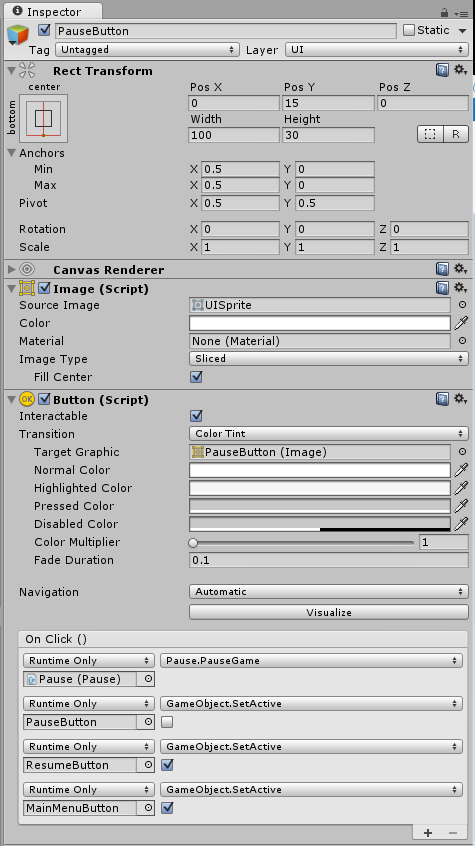 Inspector
PauseButton Static
Tag Untagged Layer UI
Rect Transform
center
bottom
Pos X Pos Y Pos Z
0 15 0
Width Height
100 30
R
Anchors
Min X 0.5 Y 0
Max X 0.5 Y 0
Pivot X 0.5 Y 0.5
Rotation X 0 Y 0 Z 0
Scale X 1 Y 1 Z 1
Canvas Renderer
Image (Script)
Source Image UISprite
Color
Material None (Material)
Image Type Sliced
Fill Center
OK Button (Script)
Interactable
Transition Color Tint
Target Graphic PauseButton (Image)
Normal Color
Highlighted Color
Pressed Color
Disabled Color
Color Multiplier 1
Fade Duration 0.1
Navigation Automatic
Visualize
On Click ()
Runtime Only Pause.PauseGame
Pause (Pause)
Runtime Only GameObject.SetActive
PauseButton
Runtime Only GameObject.SetActive
ResumeButton
Runtime Only GameObject.SetActive
MainMenuButton
+ −